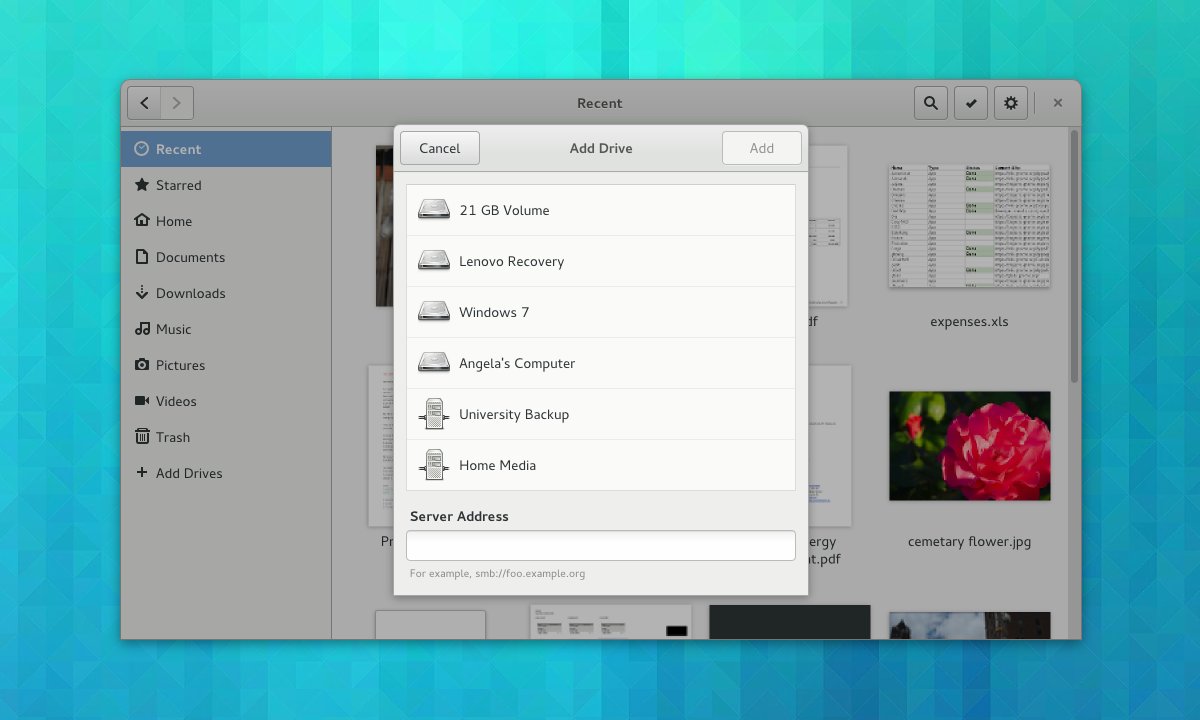 Recent
Cancel
Add Drive
Add
Recent
Starred
Home
Documents
Downloads
Music
Pictures
Videos
Trash
Add Drives
21 GB Volume
Lenovo Recovery
Windows 7
Angela's Computer
University Backup
Home Media
Server Address
For example, smb://foo.example.org
df
expenses.xls
Pr
ergy
t.pdf
cemetary flower.jpg